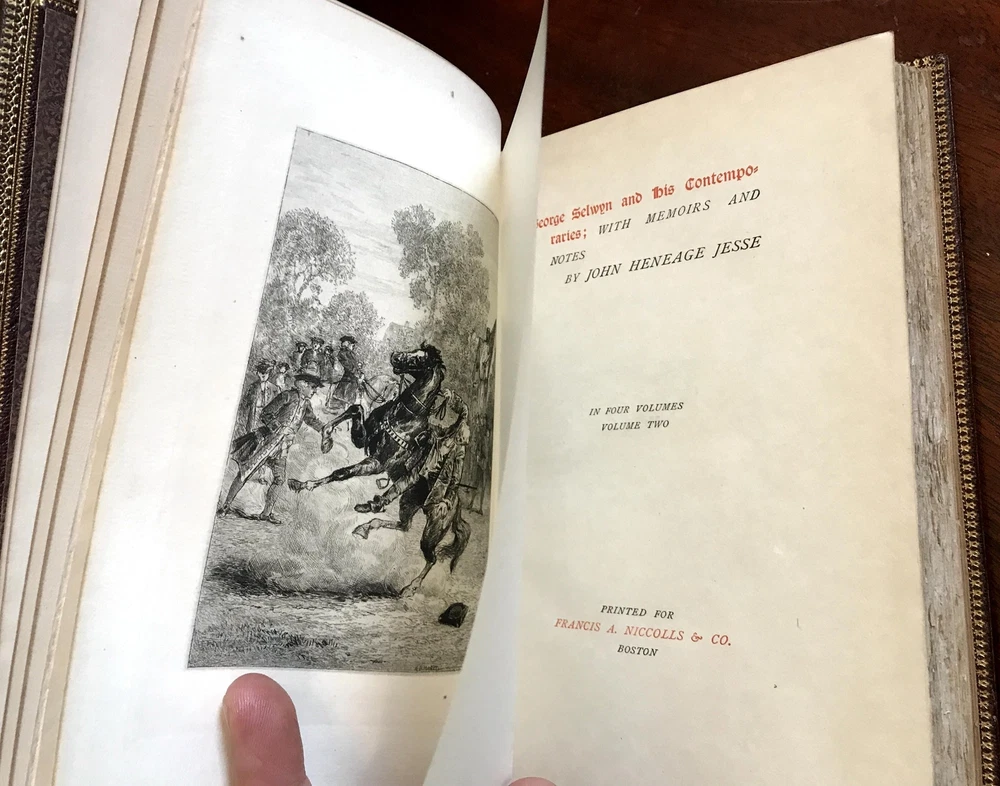 George Selwyn and His Contempo-
raries; WITH MEMOIRS AND
NOTES
BY JOHN HENEAGE JESSE
IN FOUR VOLUMES
VOLUME TWO
PRINTED FOR
FRANCIS A. NICCOLLS & CO.
BOSTON